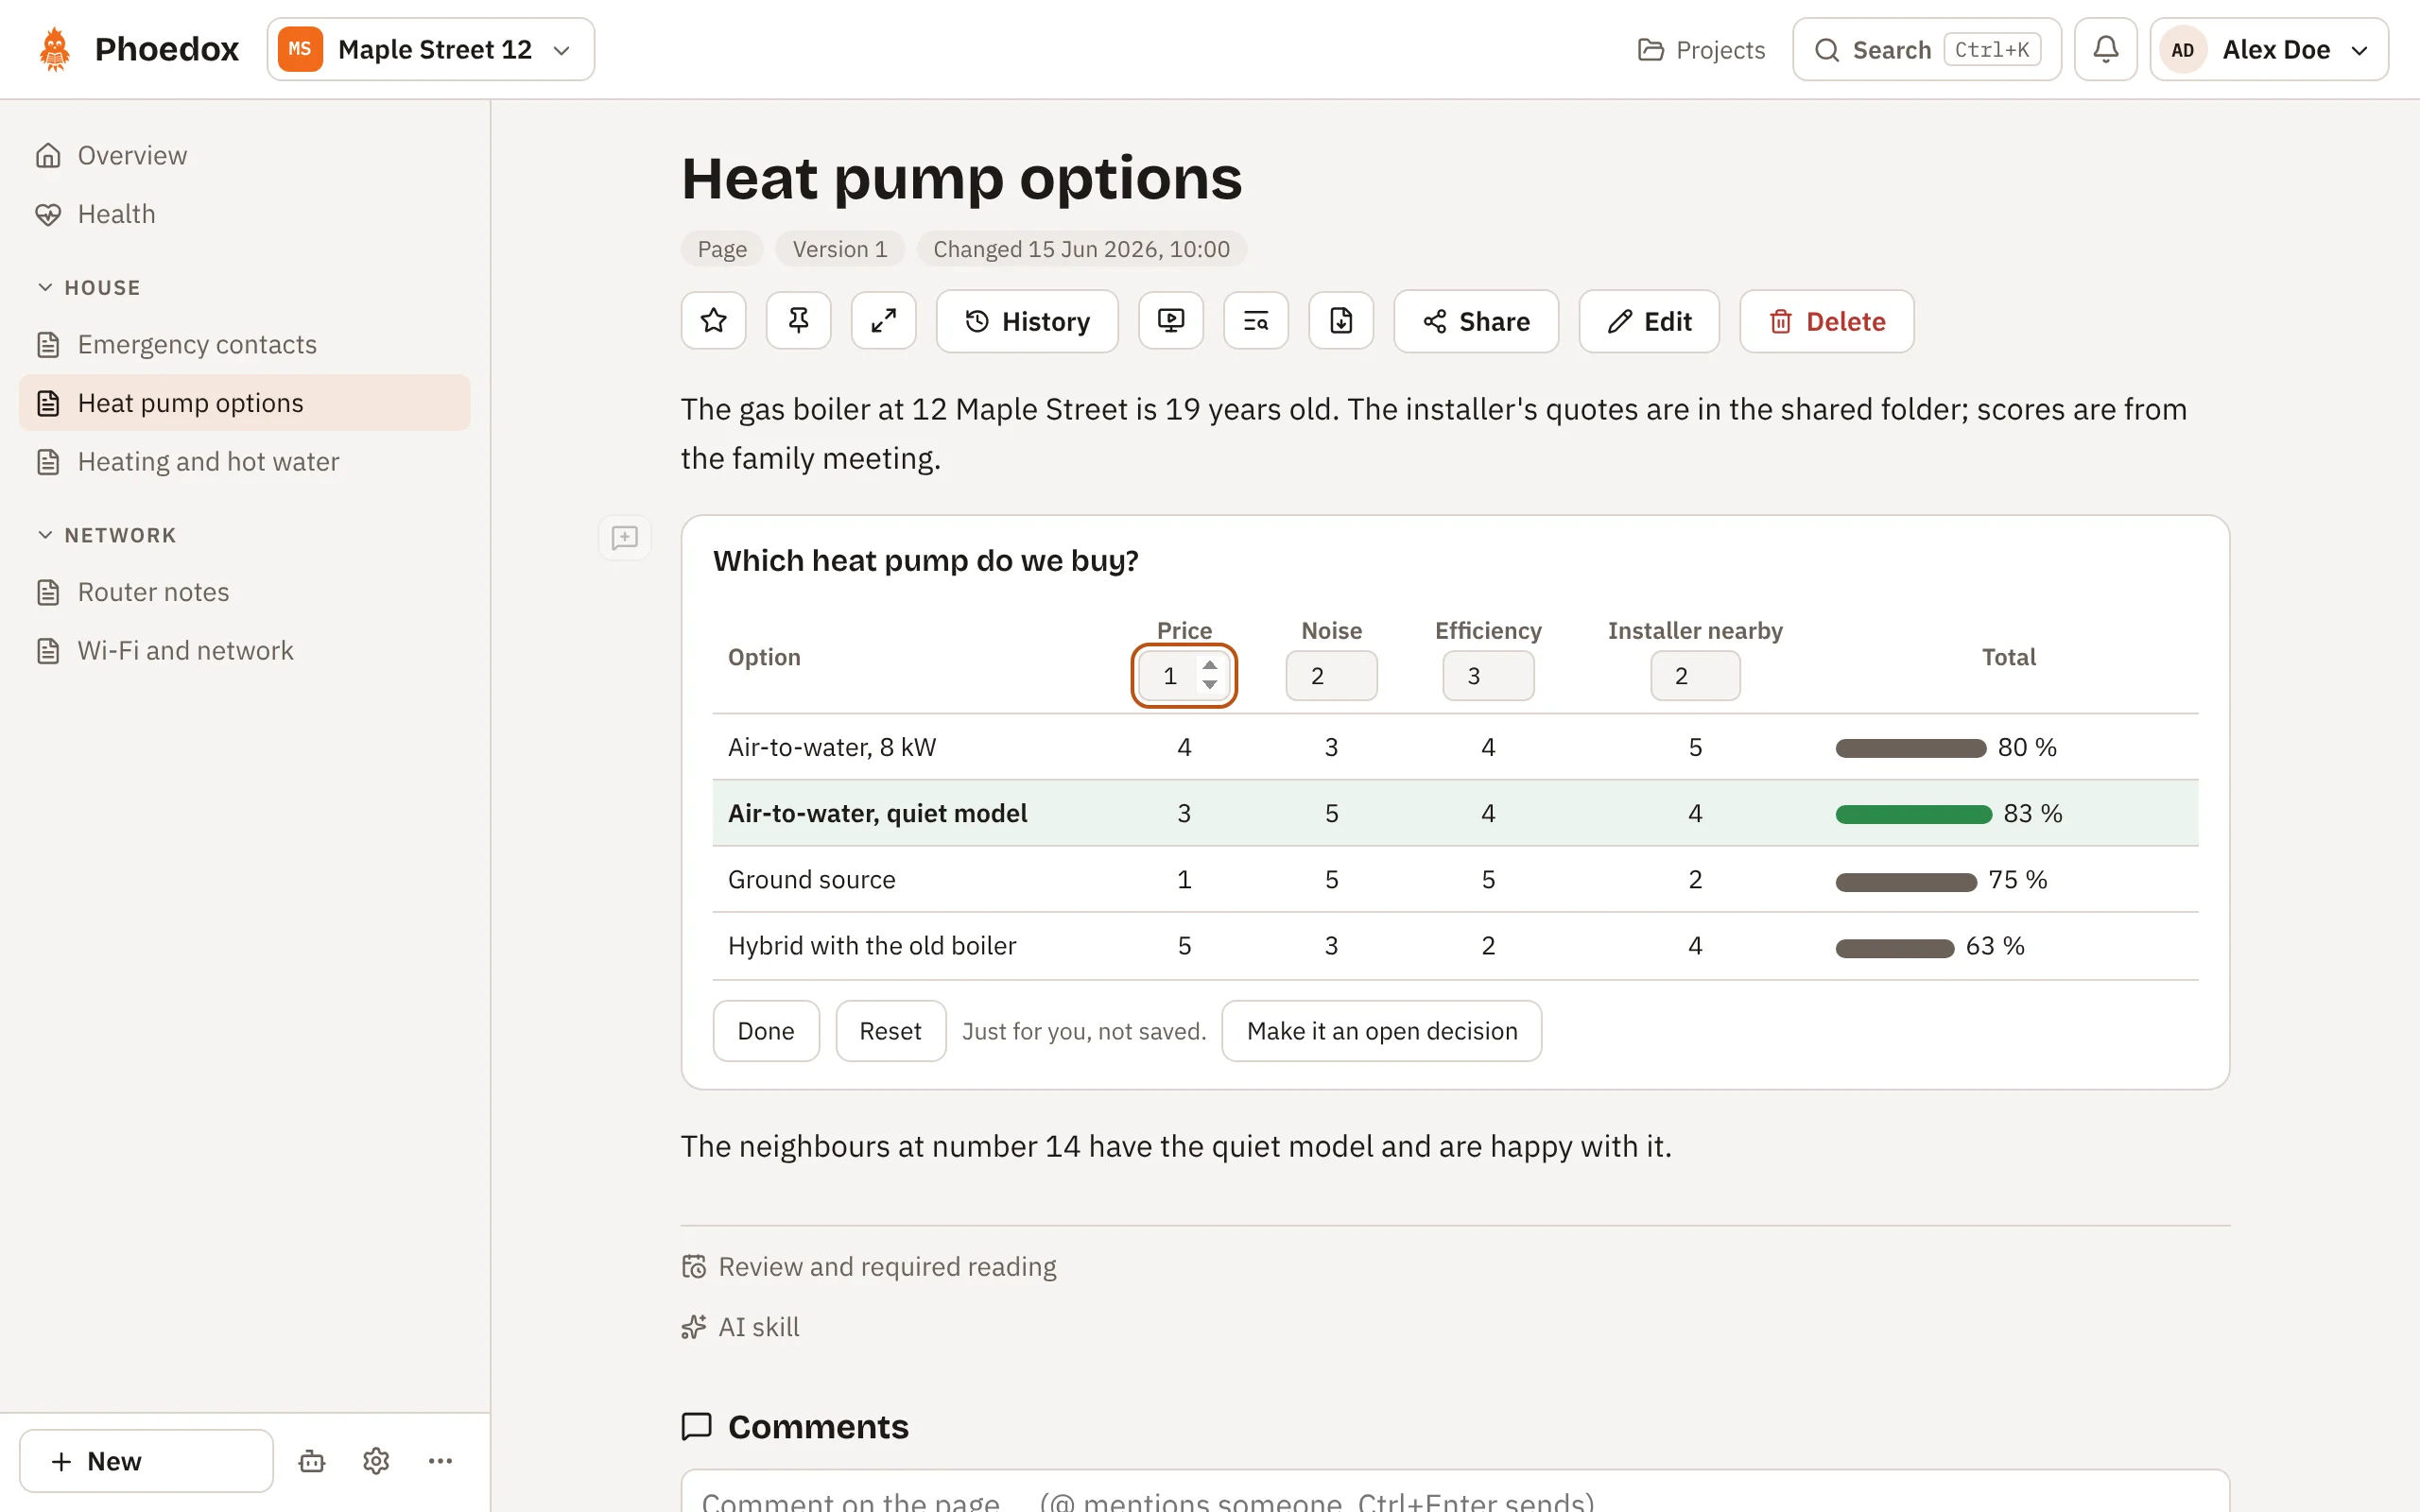 Phoedox
MS Maple Street 12
Projects
Search Ctrl+K
AD Alex Doe
Overview
Health
HOUSE
Emergency contacts
Heat pump options
Heating and hot water
NETWORK
Router notes
Wi-Fi and network
New
Heat pump options
Page Version 1 Changed 15 Jun 2026, 10:00
History Share Edit Delete
The gas boiler at 12 Maple Street is 19 years old. The installer's quotes are in the shared folder; scores are from
the family meeting.
Which heat pump do we buy?
Option Price Noise Efficiency Installer nearby Total
1 2 3 2
Air-to-water, 8 kW 4 3 4 5 80 %
Air-to-water, quiet model 3 5 4 4 83 %
Ground source 1 5 5 2 75 %
Hybrid with the old boiler 5 3 2 4 63 %
Done Reset Just for you, not saved. Make it an open decision
The neighbours at number 14 have the quiet model and are happy with it.
Review and required reading
AI skill
Comments
Comment on the page… (@ mentions someone, Ctrl+Enter sends)